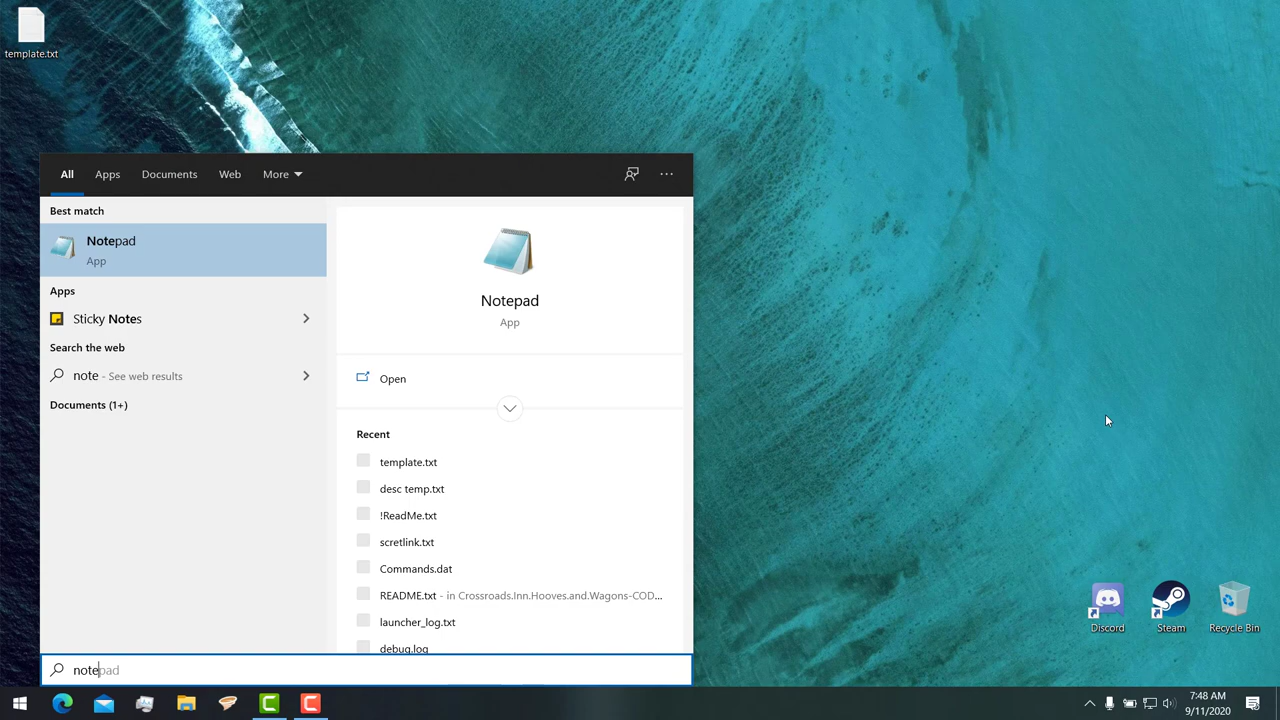 template.txt
All Apps Documents Web More
Best match
Notepad
App
Apps
Sticky Notes
Search the web
note - See web results
Documents (1+)
Notepad
App
Open
Recent
template.txt
desc temp.txt
!ReadMe.txt
scretlink.txt
Commands.dat
README.txt - in Crossroads.Inn.Hooves.and.Wagons-COD...
launcher_log.txt
debug.log
notepad
Discord
Steam
Recycle Bin
7:48 AM
9/11/2020